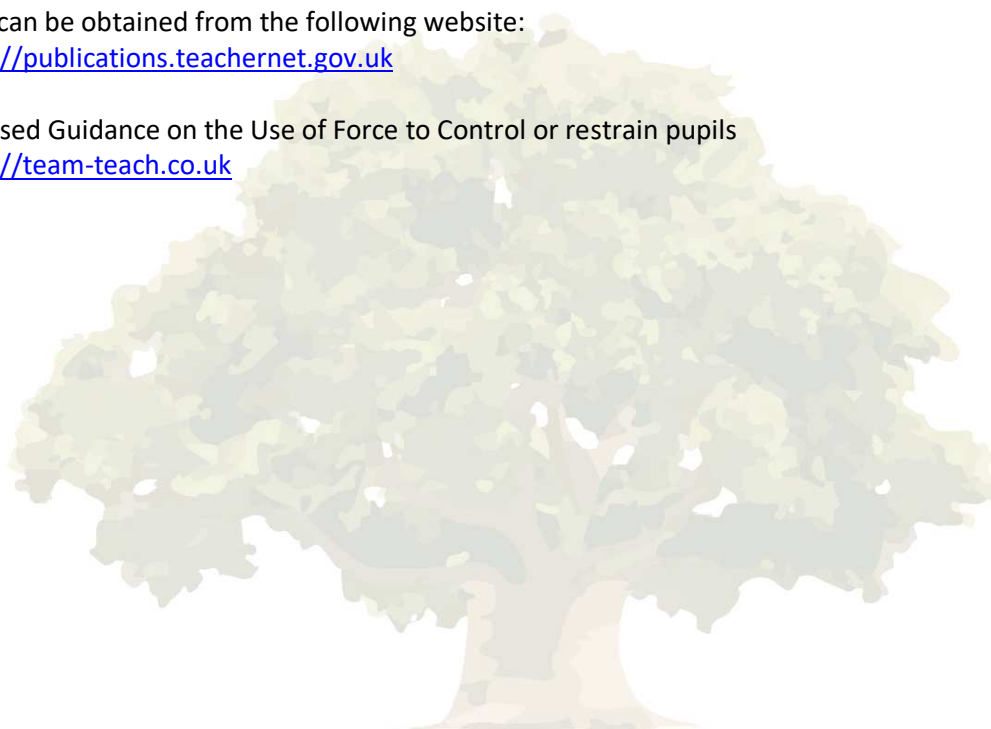 can be obtained from the following website:
//publications.teachernet.gov.uk
sed Guidance on the Use of Force to Control or restrain pupils
//team-teach.co.uk